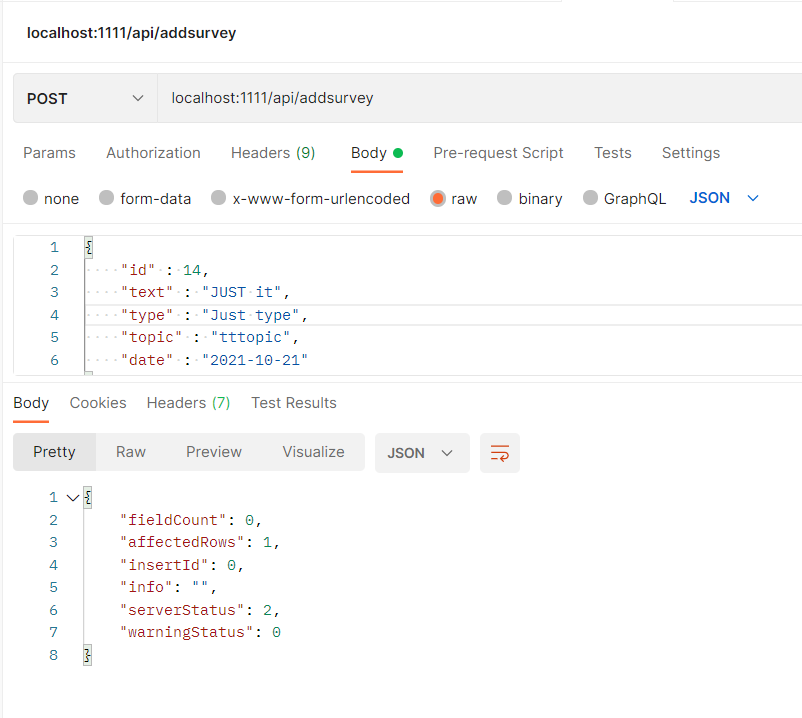 localhost:1111/api/addsurvey
POST localhost:1111/api/addsurvey
Params Authorization Headers (9) Body Pre-request Script Tests Settings
none form-data x-www-form-urlencoded raw binary GraphQL JSON
1 {
2 "id" : 14,
3 "text" : "JUST it",
4 "type" : "Just type",
5 "topic" : "tttopic",
6 "date" : "2021-10-21"
Body Cookies Headers (7) Test Results
Pretty Raw Preview Visualize JSON
1 {
2 "fieldCount": 0,
3 "affectedRows": 1,
4 "insertId": 0,
5 "info": "",
6 "serverStatus": 2,
7 "warningStatus": 0
8 }